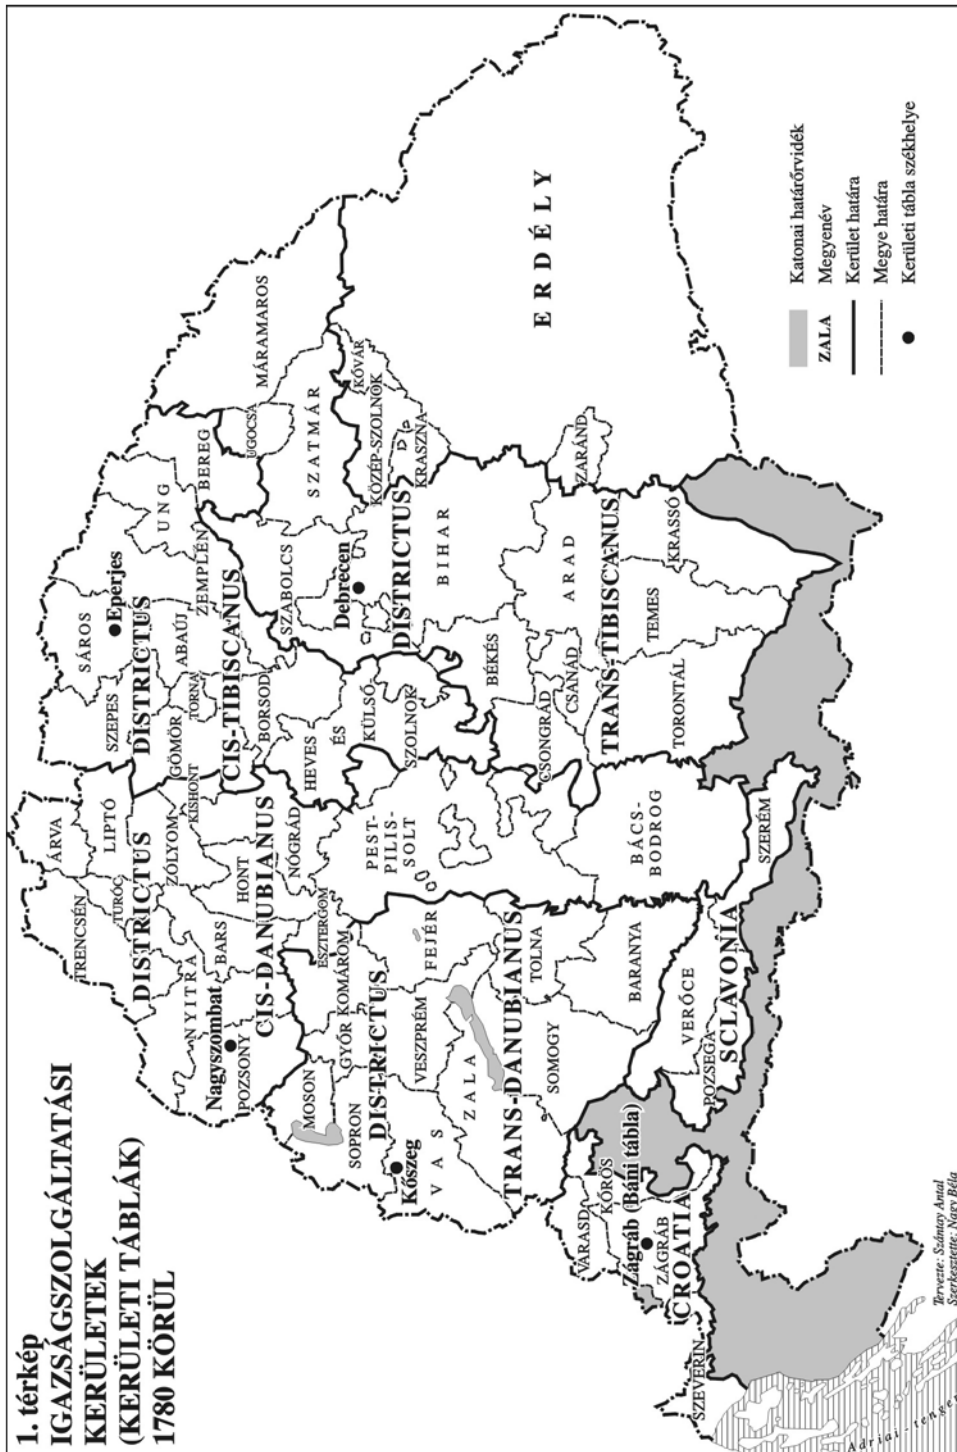 1. térkép
IGAZSÁGSZOLGÁLTATÁSI
KERÜLETEK
(KERÜLETI TÁBLÁK)
1780 KÖRÜL
ÁRVA
TRENCSÉN
LIPTÓ
TURÓC
DISTRICTUS
ZÓLYOM
NYITRA
BARS
KISHONT
HONT
Nagyszombat
POZSONY
CIS-DANUBIANUS
NÓGRÁD
ESZTERGOM
PEST-
PILIS-
SOLT
BÁCS-
BODROG
SZEPES
SÁROS
Eperjes
DISTRICTUS
GÖMÖR
TORNA
ABAÚJ
ZEMPLÉN
UNG
BEREG
CIS-TIBISCANUS
BORSOD
HEVES
ÉS
KÜLSŐ
SZOLNOK
MÁRAMAROS
UGOCSA
SZATMÁR
SZABOLCS
Debrecen
KŐVÁR
KÖZÉP-SZOLNOK
KRASZNA
DISTRICTUS
BIHAR
BÉKÉS
CSONGRÁD
CSANÁD
ARAD
ZARÁND
TRANS-TIBISCANUS
TORONTÁL
TEMES
KRASSÓ
ERDÉLY
MOSON
SOPRON
GYŐR
KOMÁROM
DISTRICTUS
Kőszeg
VAS
VESZPRÉM
FEJÉR
ZALA
TRANS-DANUBIANUS
SOMOGY
TOLNA
BARANYA
VARASD
KŐRÖS
Zágráb (Báni tábla)
ZÁGRÁB
CROATIA
SZEVERIN
VERŐCE
POZSEGA
SCLAVONIA
SZERÉM
Adriai-tenger
Katonai határőrvidék
ZALA Megyenév
Kerület határa
Megye határa
Kerületi tábla székhelye
Tervezte: Szántay Antal
Szerkesztette: Nagy Béla